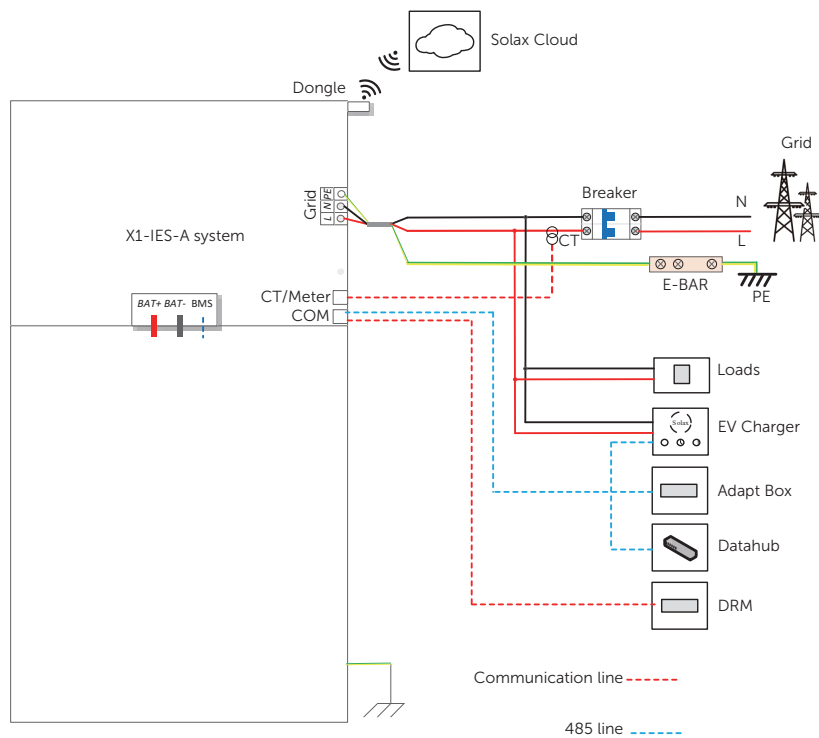 Solax Cloud
Dongle
Grid
Breaker
Grid
PE
N
L
N
L
X1-IES-A system
CT
E-BAR
PE
CT/Meter
COM
BAT+ BAT- BMS
Loads
Solax
EV Charger
Adapt Box
Datahub
DRM
Communication line
485 line